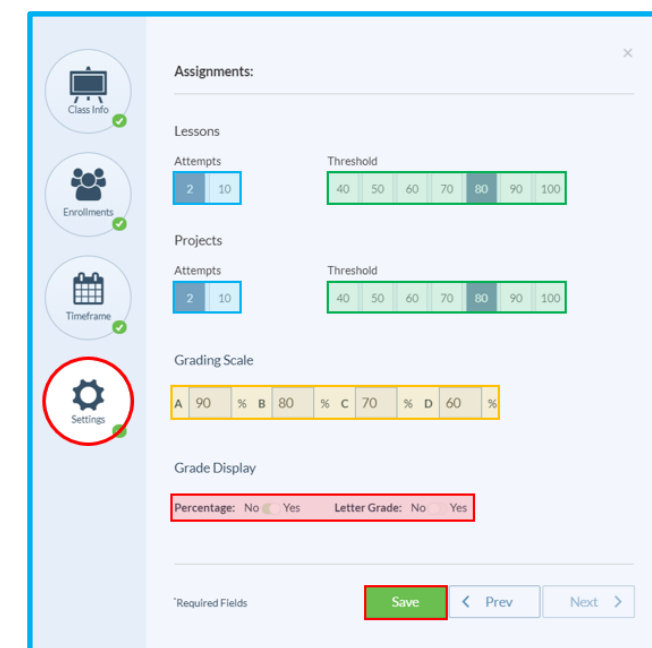 Class Info
Enrollments
Timeframe
Settings
×
Assignments:
Lessons
Attempts Threshold
2 10 40 50 60 70 80 90 100
Projects
Attempts Threshold
2 10 40 50 60 70 80 90 100
Grading Scale
A 90 % B 80 % C 70 % D 60 %
Grade Display
Percentage: No Yes Letter Grade: No Yes
*Required Fields Save < Prev Next >